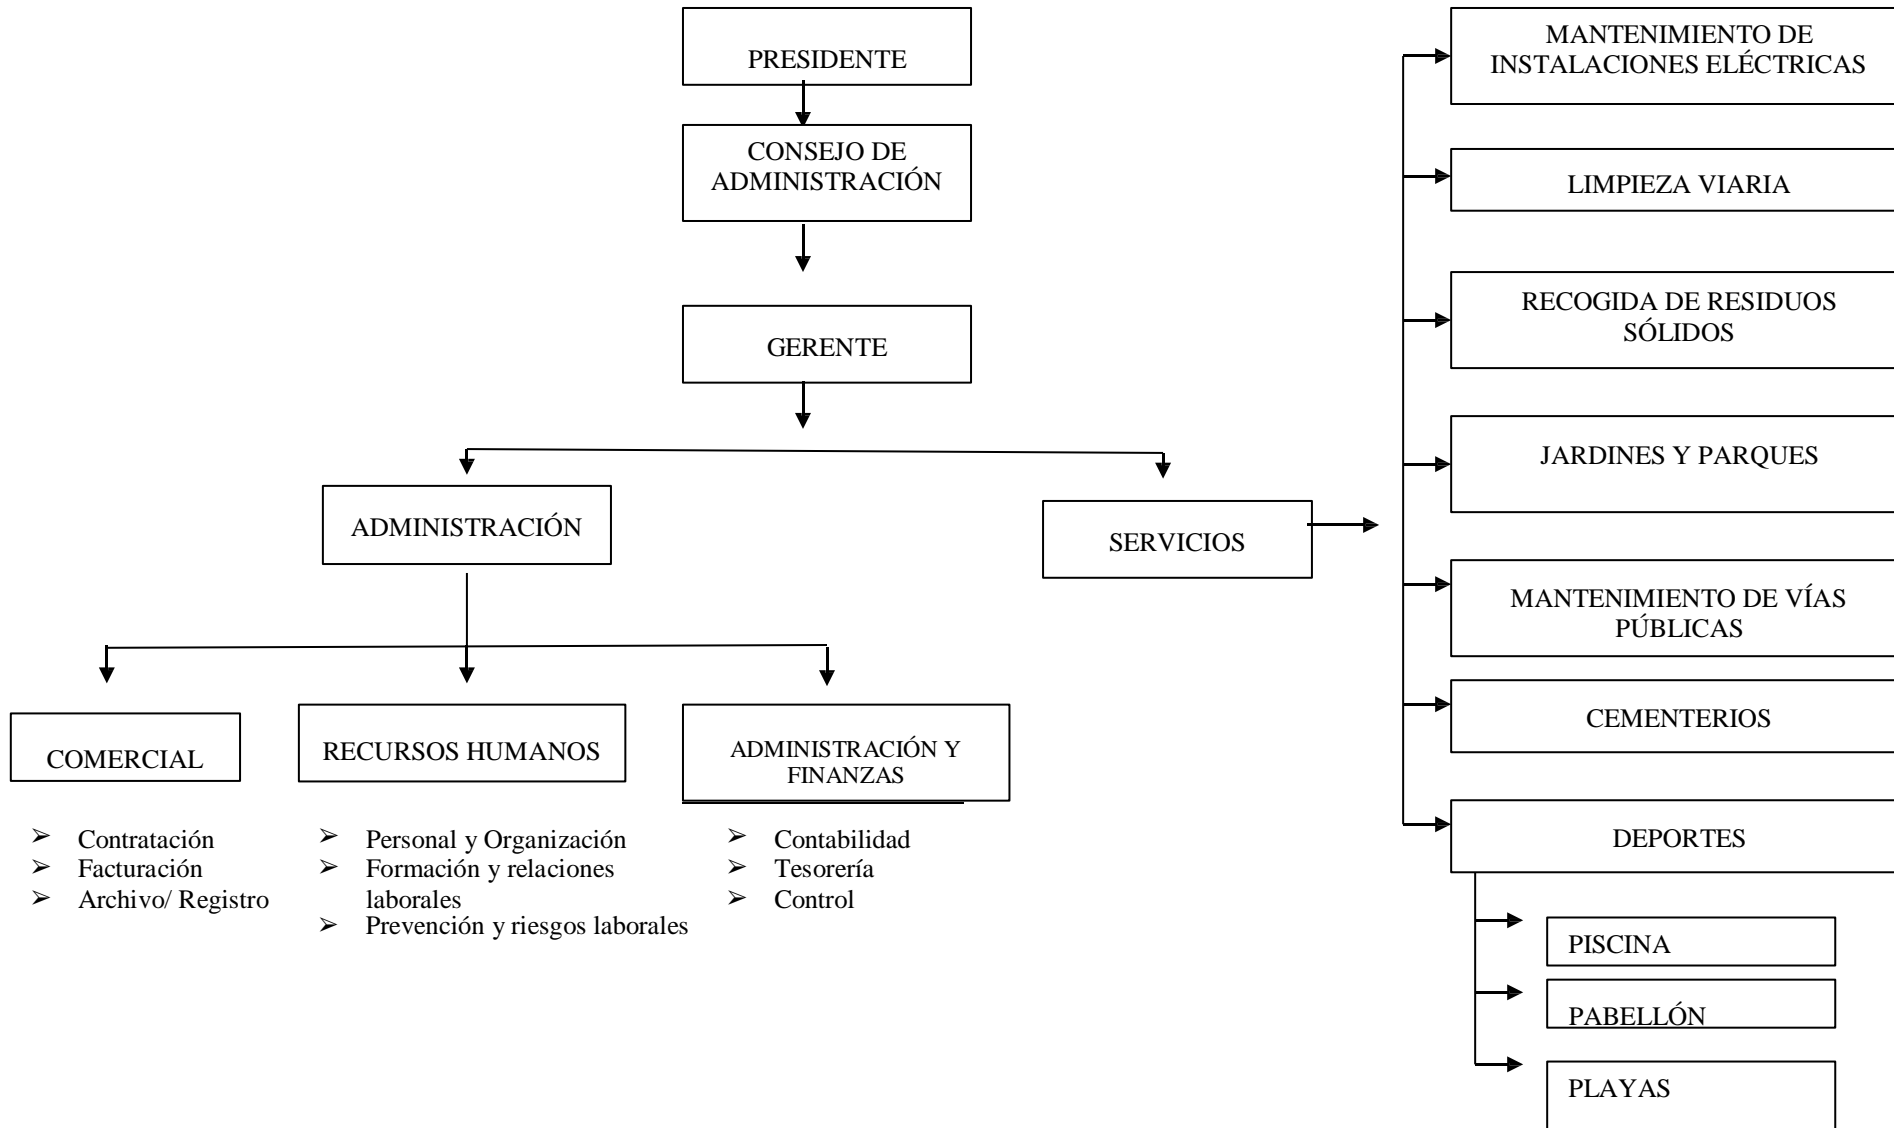 PRESIDENTE
CONSEJO DE
ADMINISTRACIÓN
GERENTE
ADMINISTRACIÓN
SERVICIOS
COMERCIAL
➢ Contratación
➢ Facturación
➢ Archivo/ Registro
RECURSOS HUMANOS
➢ Personal y Organización
➢ Formación y relaciones
laborales
➢ Prevención y riesgos laborales
ADMINISTRACIÓN Y
FINANZAS
➢ Contabilidad
➢ Tesorería
➢ Control
MANTENIMIENTO DE
INSTALACIONES ELÉCTRICAS
LIMPIEZA VIARIA
RECOGIDA DE RESIDUOS
SÓLIDOS
JARDINES Y PARQUES
MANTENIMIENTO DE VÍAS
PÚBLICAS
CEMENTERIOS
DEPORTES
PISCINA
PABELLÓN
PLAYAS